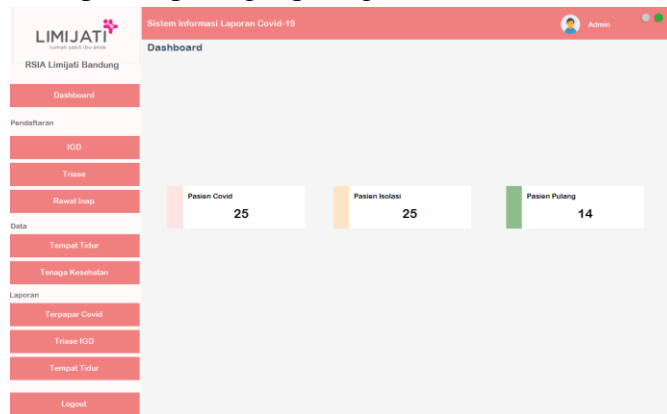 LIMIJATI
rumah sakit ibu anak
RSIA Limijati Bandung
Dashboard
Pendaftaran
IGD
Triase
Rawat Inap
Data
Tempat Tidur
Tenaga Kesehatan
Laporan
Terpapar Covid
Triase IGD
Tempat Tidur
Logout
Sistem Informasi Laporan Covid-19
Admin
Dashboard
Pasien Covid
25
Pasien Isolasi
25
Pasien Pulang
14